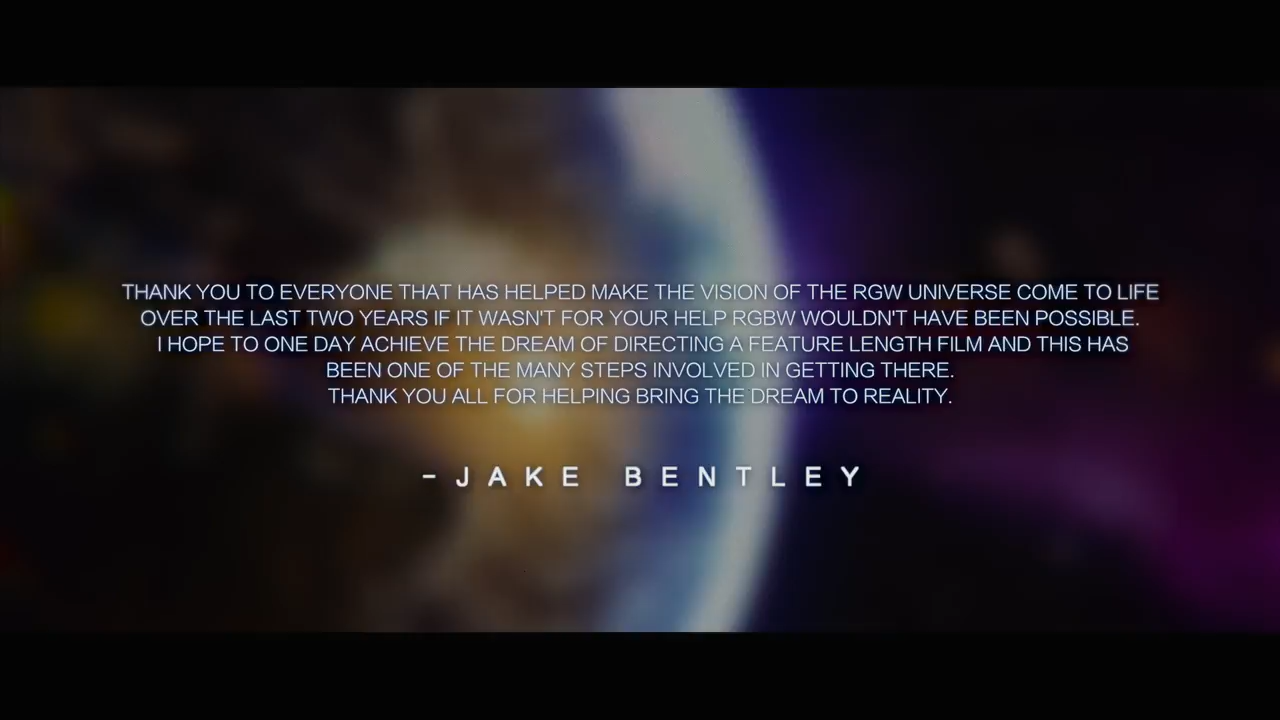 THANK YOU TO EVERYONE THAT HAS HELPED MAKE THE VISION OF THE RGW UNIVERSE COME TO LIFE
OVER THE LAST TWO YEARS IF IT WASN'T FOR YOUR HELP RGBW WOULDN'T HAVE BEEN POSSIBLE.
I HOPE TO ONE DAY ACHIEVE THE DREAM OF DIRECTING A FEATURE LENGTH FILM AND THIS HAS
BEEN ONE OF THE MANY STEPS INVOLVED IN GETTING THERE.
THANK YOU ALL FOR HELPING BRING THE DREAM TO REALITY.
-JAKE BENTLEY